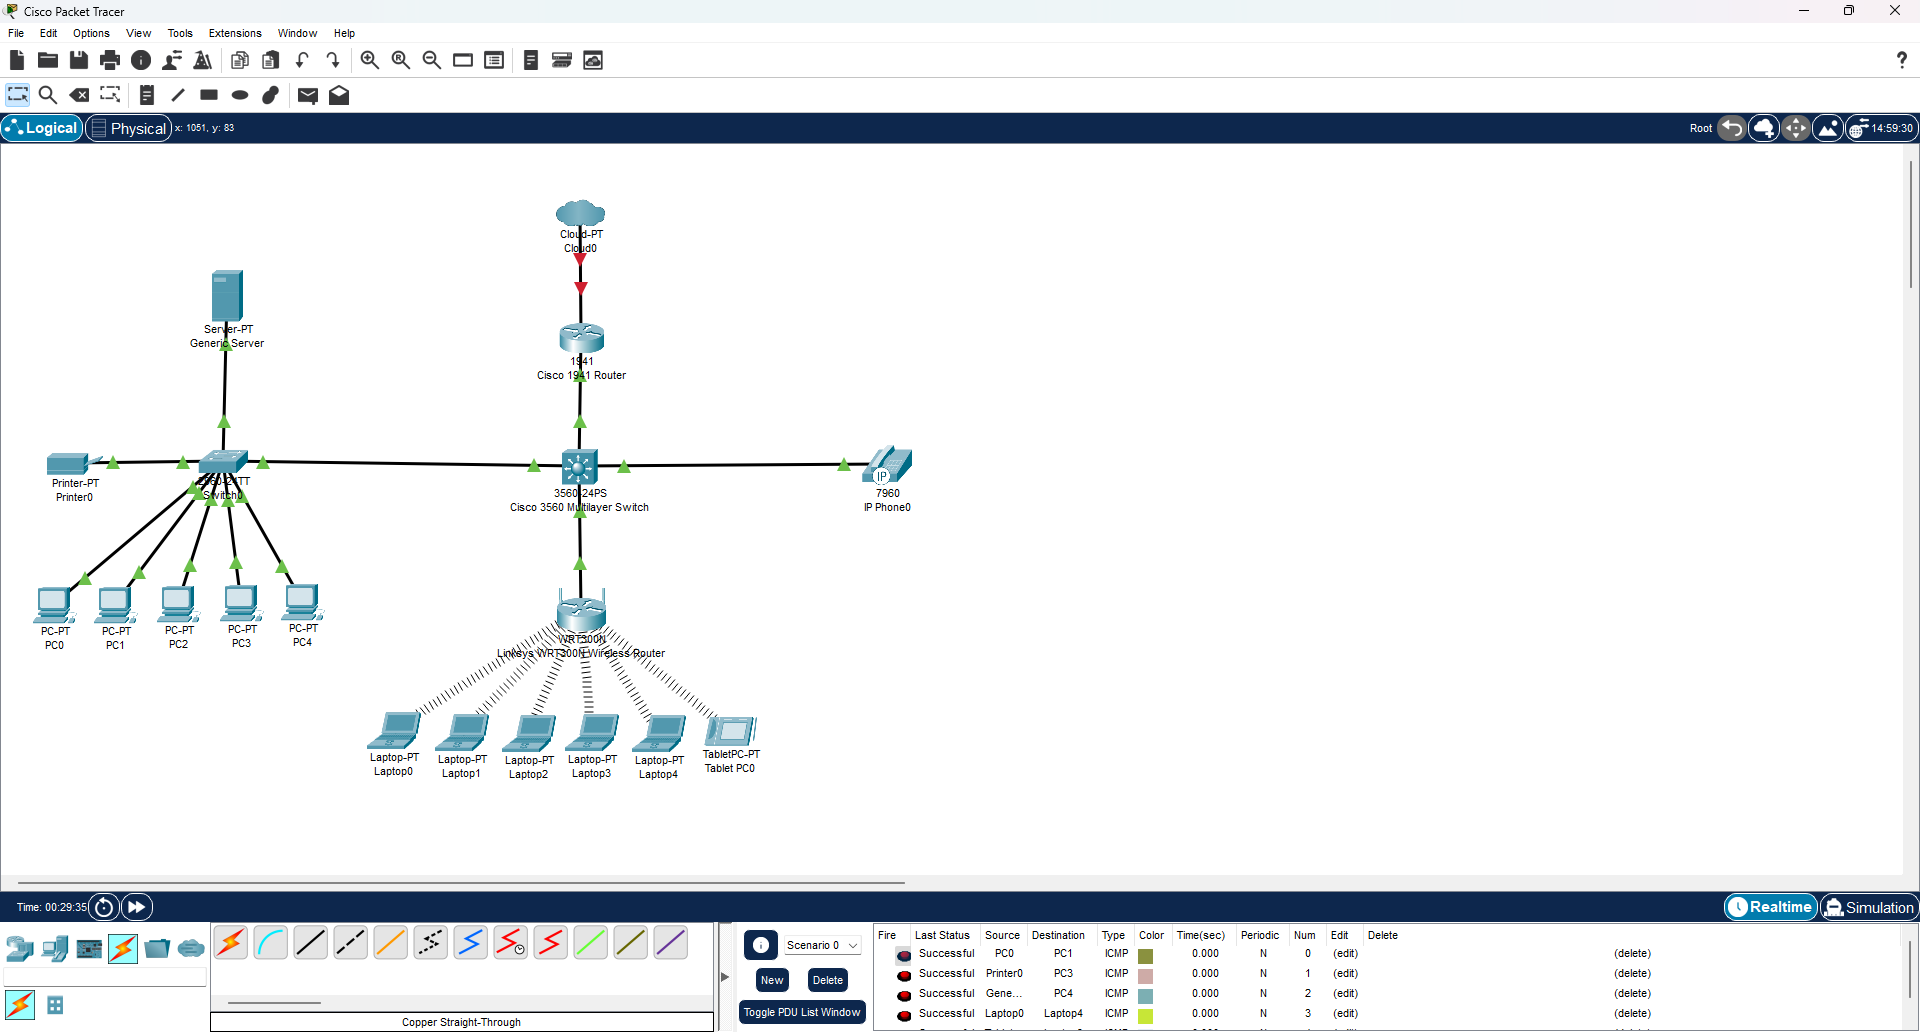 Cisco Packet Tracer
File Edit Options View Tools Extensions Window Help
Logical Physical x: 1051, y: 83 Root 14:59:30
Cloud-PT
Cloud0
Server-PT
Generic Server
1941
Cisco 1941 Router
Printer-PT
Printer0
2960-24TT
Switch0
3560-24PS
Cisco 3560 Multilayer Switch
IP
7960
IP Phone0
PC-PT
PC0
PC-PT
PC1
PC-PT
PC2
PC-PT
PC3
PC-PT
PC4
WRT300N
Linksys WRT300N Wireless Router
Laptop-PT
Laptop0
Laptop-PT
Laptop1
Laptop-PT
Laptop2
Laptop-PT
Laptop3
Laptop-PT
Laptop4
TabletPC-PT
Tablet PC0
Time: 00:29:35 Realtime Simulation
Scenario 0
New Delete
Toggle PDU List Window
Copper Straight-Through
Fire Last Status Source Destination Type Color Time(sec) Periodic Num Edit Delete
Successful PC0 PC1 ICMP 0.000 N 0 (edit) (delete)
Successful Printer0 PC3 ICMP 0.000 N 1 (edit) (delete)
Successful Gene... PC4 ICMP 0.000 N 2 (edit) (delete)
Successful Laptop0 Laptop4 ICMP 0.000 N 3 (edit) (delete)